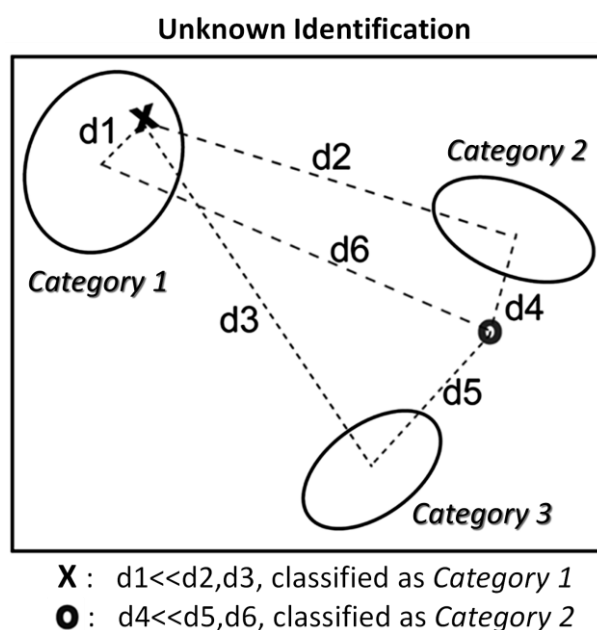 Unknown Identification
d1
d2
Category 2
Category 1
d6
d3
d4
d5
Category 3
X : d1<<d2,d3, classified as Category 1
O : d4<<d5,d6, classified as Category 2